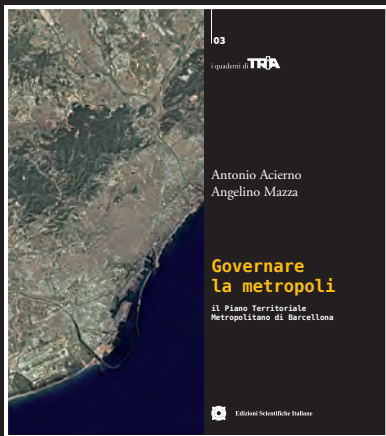 03
i quaderni di TRIA
Antonio Acierno
Angelino Mazza
Governare
la metropoli
il Piano Territoriale
Metropolitano di Barcellona
Edizioni Scientifiche Italiane